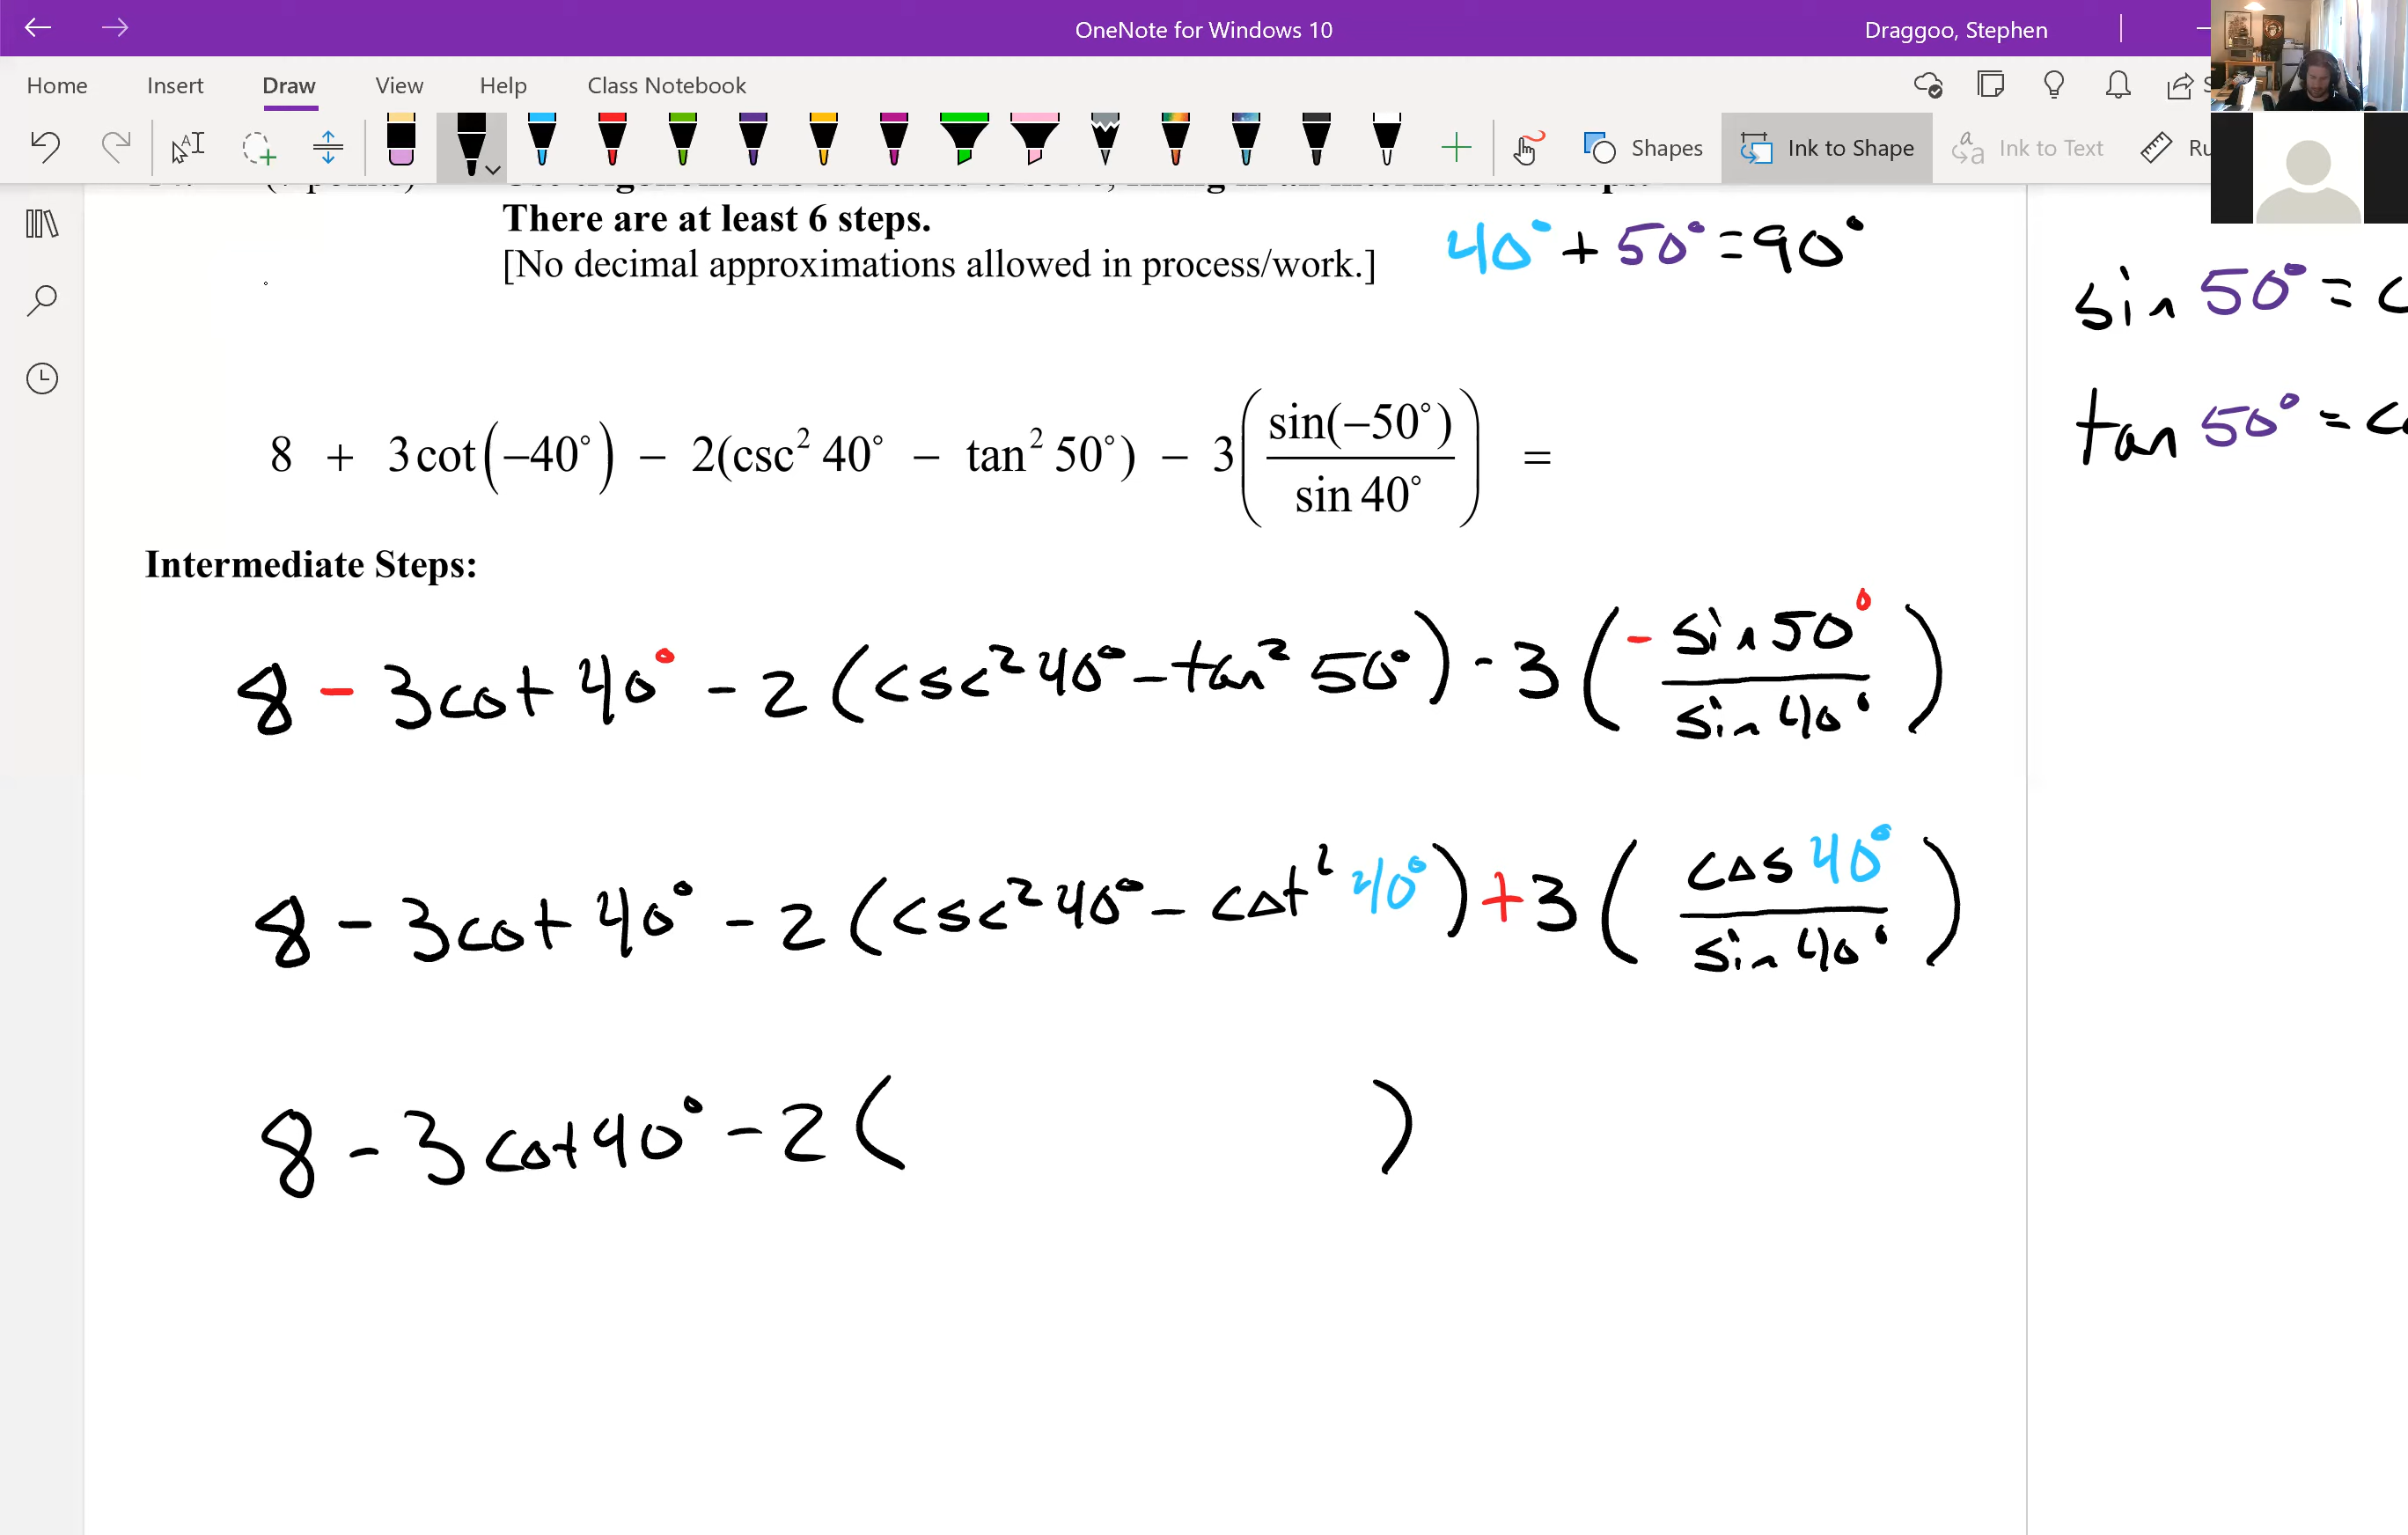 OneNote for Windows 10 Draggoo, Stephen
Home Insert Draw View Help Class Notebook
Shapes Ink to Shape Ink to Text
There are at least 6 steps.
[No decimal approximations allowed in process/work.]
40° + 50° = 90°
sin 50° =
tan 50° =
8 + 3cot(−40°) − 2(csc² 40° − tan² 50°) − 3(sin(−50°)/sin 40°) =
Intermediate Steps:
8 - 3cot 40° - 2(csc² 40° - tan² 50°) - 3(- sin 50°/sin 40°)
8 - 3cot 40° - 2(csc² 40° - cot² 40°) + 3(cos 40°/sin 40°)
8 - 3cot 40° - 2( )